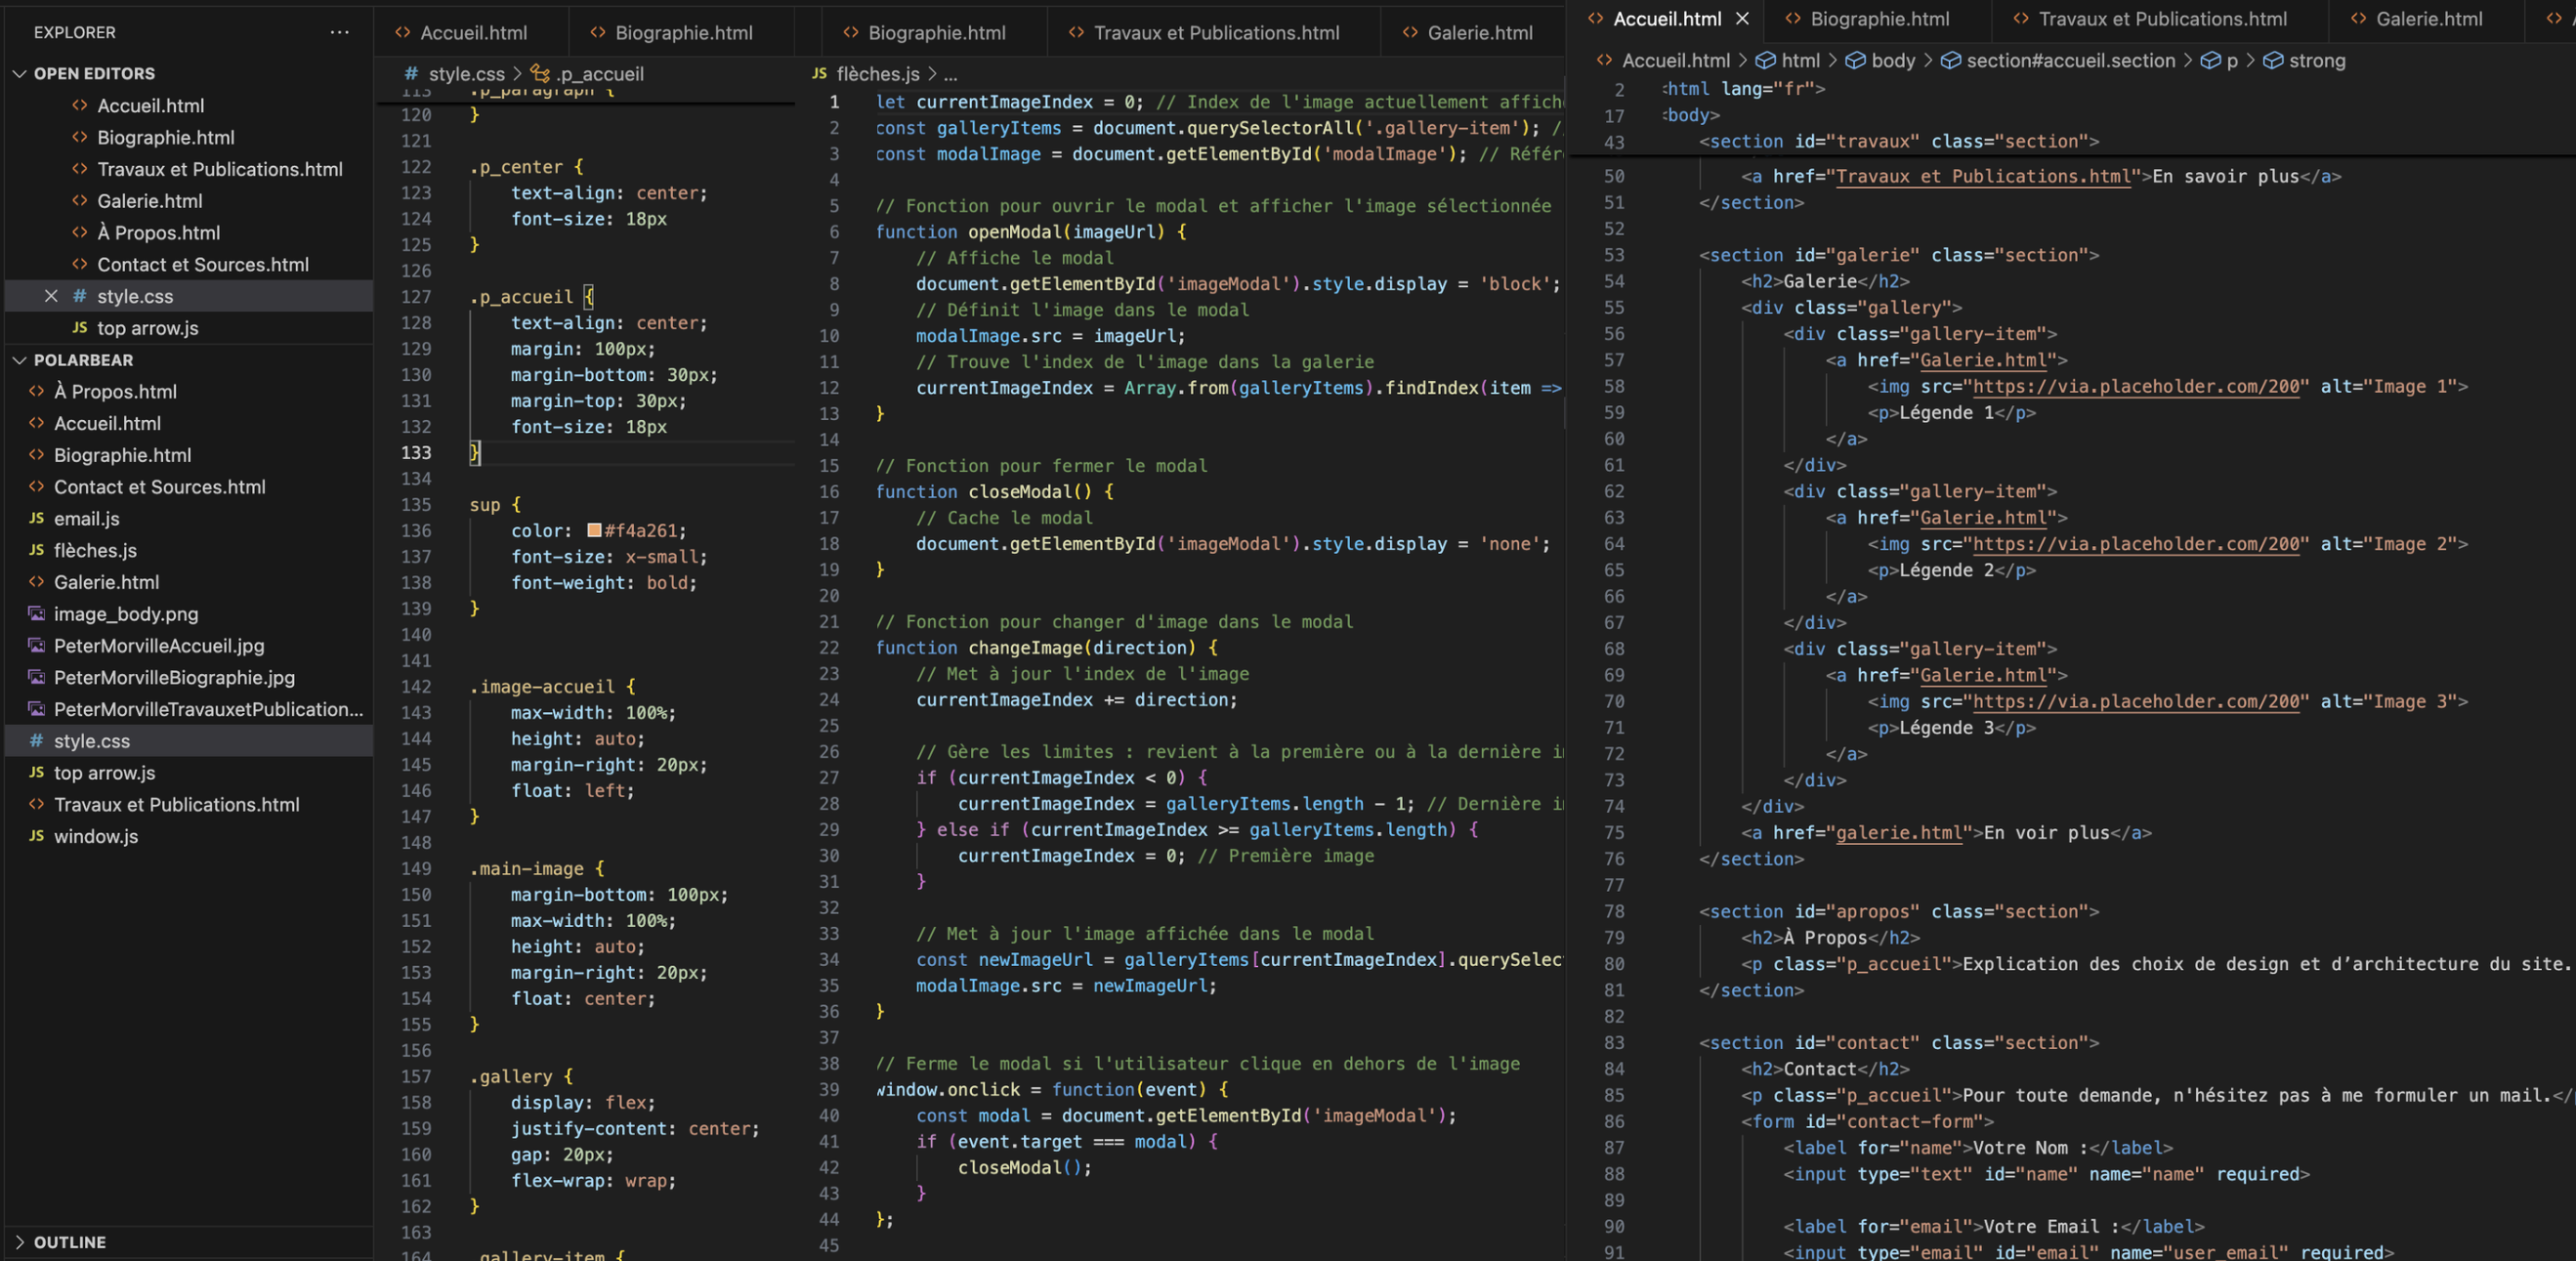 EXPLORER
OPEN EDITORS
Accueil.html
Biographie.html
Travaux et Publications.html
Galerie.html
À Propos.html
Contact et Sources.html
# style.css
JS top arrow.js
POLARBEAR
À Propos.html
Accueil.html
Biographie.html
Contact et Sources.html
JS email.js
JS flèches.js
Galerie.html
image_body.png
PeterMorvilleAccueil.jpg
PeterMorvilleBiographie.jpg
PeterMorvilleTravauxetPublication...
# style.css
JS top arrow.js
Travaux et Publications.html
JS window.js
OUTLINE
Accueil.html Biographie.html
# style.css > .p_accueil
113 .p_paragraph {
120 }
121
122 .p_center {
123 text-align: center;
124 font-size: 18px
125 }
126
127 .p_accueil {
128 text-align: center;
129 margin: 100px;
130 margin-bottom: 30px;
131 margin-top: 30px;
132 font-size: 18px
133 }
134
135 sup {
136 color: #f4a261;
137 font-size: x-small;
138 font-weight: bold;
139 }
140
141
142 .image-accueil {
143 max-width: 100%;
144 height: auto;
145 margin-right: 20px;
146 float: left;
147 }
148
149 .main-image {
150 margin-bottom: 100px;
151 max-width: 100%;
152 height: auto;
153 margin-right: 20px;
154 float: center;
155 }
156
157 .gallery {
158 display: flex;
159 justify-content: center;
160 gap: 20px;
161 flex-wrap: wrap;
162 }
163
164 .gallery-item {
Biographie.html Travaux et Publications.html Galerie.html
JS flèches.js > ...
1 let currentImageIndex = 0; // Index de l'image actuellement affich
2 const galleryItems = document.querySelectorAll('.gallery-item'); //
3 const modalImage = document.getElementById('modalImage'); // Référ
4
5 // Fonction pour ouvrir le modal et afficher l'image sélectionnée
6 function openModal(imageUrl) {
7 // Affiche le modal
8 document.getElementById('imageModal').style.display = 'block';
9 // Définit l'image dans le modal
10 modalImage.src = imageUrl;
11 // Trouve l'index de l'image dans la galerie
12 currentImageIndex = Array.from(galleryItems).findIndex(item =>
13 }
14
15 // Fonction pour fermer le modal
16 function closeModal() {
17 // Cache le modal
18 document.getElementById('imageModal').style.display = 'none';
19 }
20
21 // Fonction pour changer d'image dans le modal
22 function changeImage(direction) {
23 // Met à jour l'index de l'image
24 currentImageIndex += direction;
25
26 // Gère les limites : revient à la première ou à la dernière i
27 if (currentImageIndex < 0) {
28 currentImageIndex = galleryItems.length - 1; // Dernière i
29 } else if (currentImageIndex >= galleryItems.length) {
30 currentImageIndex = 0; // Première image
31 }
32
33 // Met à jour l'image affichée dans le modal
34 const newImageUrl = galleryItems[currentImageIndex].querySelec
35 modalImage.src = newImageUrl;
36 }
37
38 // Ferme le modal si l'utilisateur clique en dehors de l'image
39 window.onclick = function(event) {
40 const modal = document.getElementById('imageModal');
41 if (event.target === modal) {
42 closeModal();
43 }
44 };
45
Accueil.html Biographie.html Travaux et Publications.html Galerie.html
Accueil.html > html > body > section#accueil.section > p > strong
2 <html lang="fr">
17 <body>
43 <section id="travaux" class="section">
50 <a href="Travaux et Publications.html">En savoir plus</a>
51 </section>
52
53 <section id="galerie" class="section">
54 <h2>Galerie</h2>
55 <div class="gallery">
56 <div class="gallery-item">
57 <a href="Galerie.html">
58 <img src="https://via.placeholder.com/200" alt="Image 1">
59 <p>Légende 1</p>
60 </a>
61 </div>
62 <div class="gallery-item">
63 <a href="Galerie.html">
64 <img src="https://via.placeholder.com/200" alt="Image 2">
65 <p>Légende 2</p>
66 </a>
67 </div>
68 <div class="gallery-item">
69 <a href="Galerie.html">
70 <img src="https://via.placeholder.com/200" alt="Image 3">
71 <p>Légende 3</p>
72 </a>
73 </div>
74 </div>
75 <a href="galerie.html">En voir plus</a>
76 </section>
77
78 <section id="apropos" class="section">
79 <h2>À Propos</h2>
80 <p class="p_accueil">Explication des choix de design et d’architecture du site.
81 </section>
82
83 <section id="contact" class="section">
84 <h2>Contact</h2>
85 <p class="p_accueil">Pour toute demande, n'hésitez pas à me formuler un mail.</
86 <form id="contact-form">
87 <label for="name">Votre Nom :</label>
88 <input type="text" id="name" name="name" required>
89
90 <label for="email">Votre Email :</label>
91 <input type="email" id="email" name="user_email" required>